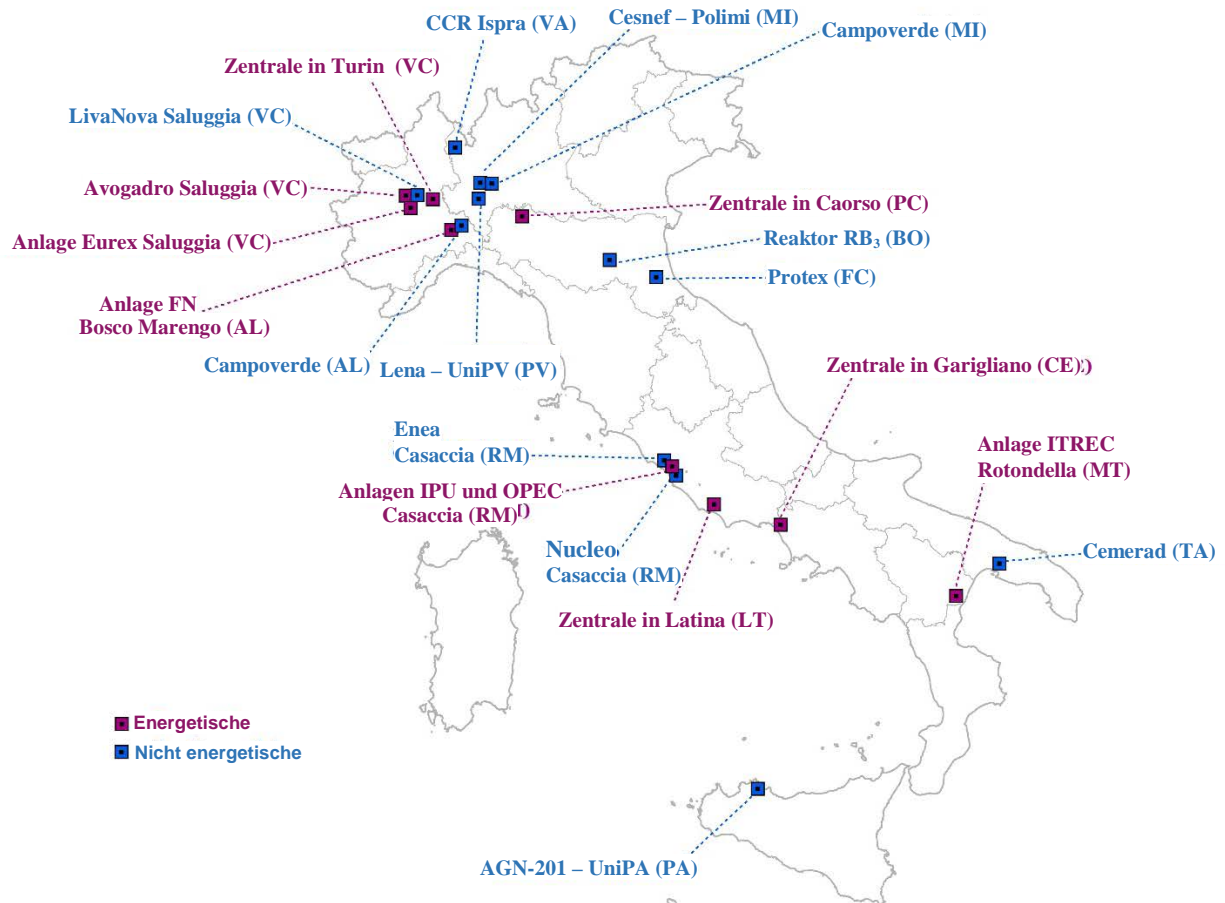 Cesnef – Polimi (MI)
CCR Ispra (VA)
Campoverde (MI)
Zentrale in Turin (VC)
LivaNova Saluggia (VC)
Avogadro Saluggia (VC)
Zentrale in Caorso (PC)
Anlage Eurex Saluggia (VC)
Reaktor RB₃ (BO)
Protex (FC)
Anlage FN
Bosco Marengo (AL)
Campoverde (AL)
Lena – UniPV (PV)
Zentrale in Garigliano (CE)
Enea
Casaccia (RM)
Anlage ITREC
Rotondella (MT)
Anlagen IPU und OPEC
Casaccia (RM)
Nucleo
Casaccia (RM)
Cemerad (TA)
Zentrale in Latina (LT)
Energetische
Nicht energetische
AGN-201 – UniPA (PA)